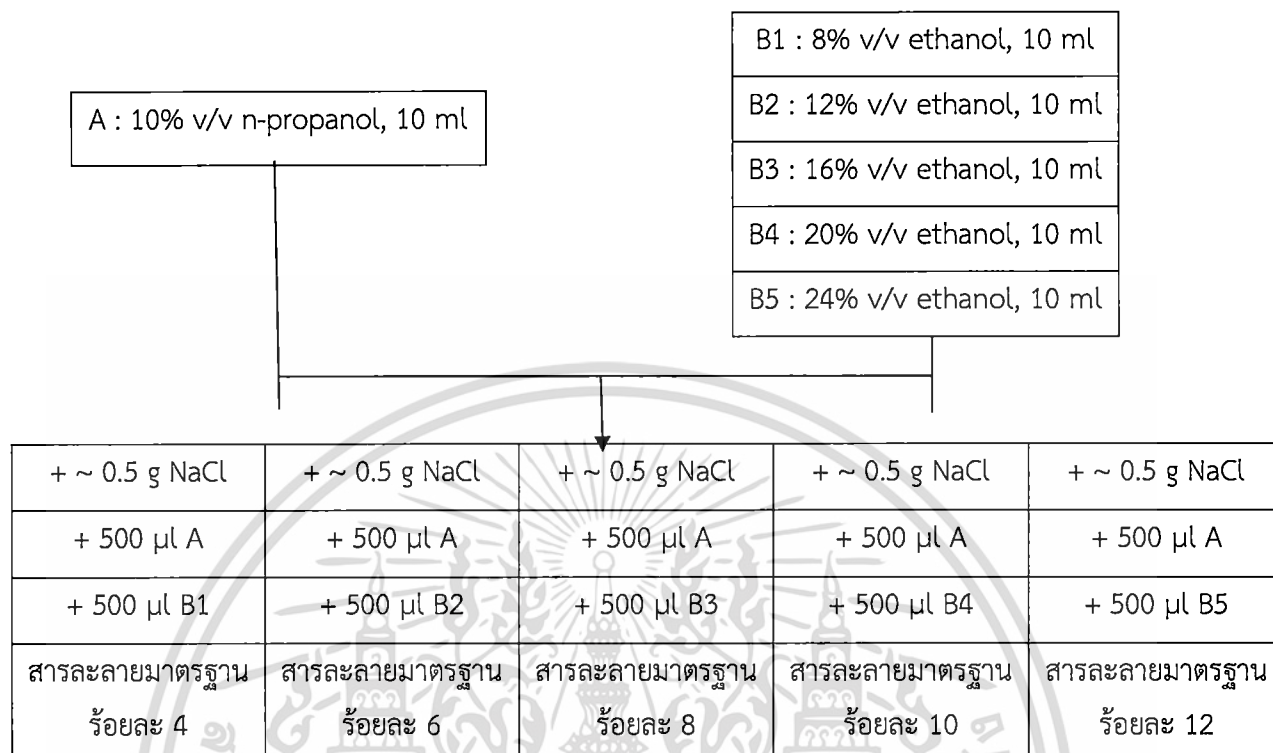 A : 10% v/v n-propanol, 10 ml
B1 : 8% v/v ethanol, 10 ml
B2 : 12% v/v ethanol, 10 ml
B3 : 16% v/v ethanol, 10 ml
B4 : 20% v/v ethanol, 10 ml
B5 : 24% v/v ethanol, 10 ml
+ ~ 0.5 g NaCl + ~ 0.5 g NaCl + ~ 0.5 g NaCl + ~ 0.5 g NaCl + ~ 0.5 g NaCl
+ 500 µl A + 500 µl A + 500 µl A + 500 µl A + 500 µl A
+ 500 µl B1 + 500 µl B2 + 500 µl B3 + 500 µl B4 + 500 µl B5
สารละลายมาตรฐาน สารละลายมาตรฐาน สารละลายมาตรฐาน สารละลายมาตรฐาน สารละลายมาตรฐาน
ร้อยละ 4 ร้อยละ 6 ร้อยละ 8 ร้อยละ 10 ร้อยละ 12